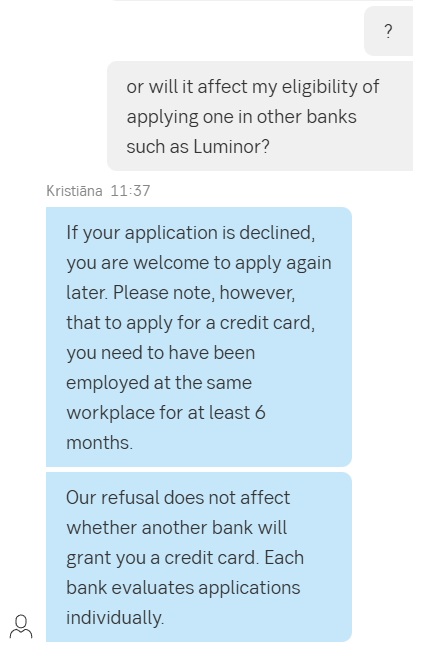 ?
or will it affect my eligibility of
applying one in other banks
such as Luminor?
Kristiāna 11:37
If your application is declined,
you are welcome to apply again
later. Please note, however,
that to apply for a credit card,
you need to have been
employed at the same
workplace for at least 6
months.
Our refusal does not affect
whether another bank will
grant you a credit card. Each
bank evaluates applications
individually.